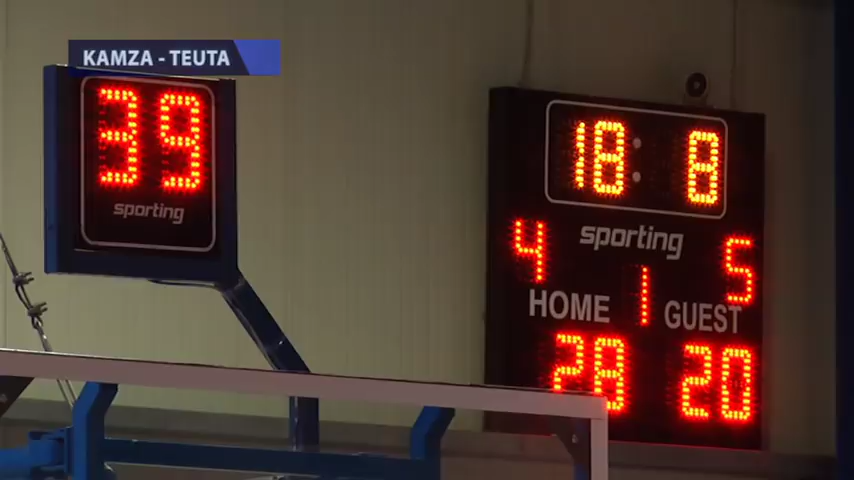 KAMZA - TEUTA
39
sporting
18:8
sporting
4 5
1
HOME GUEST
28 20